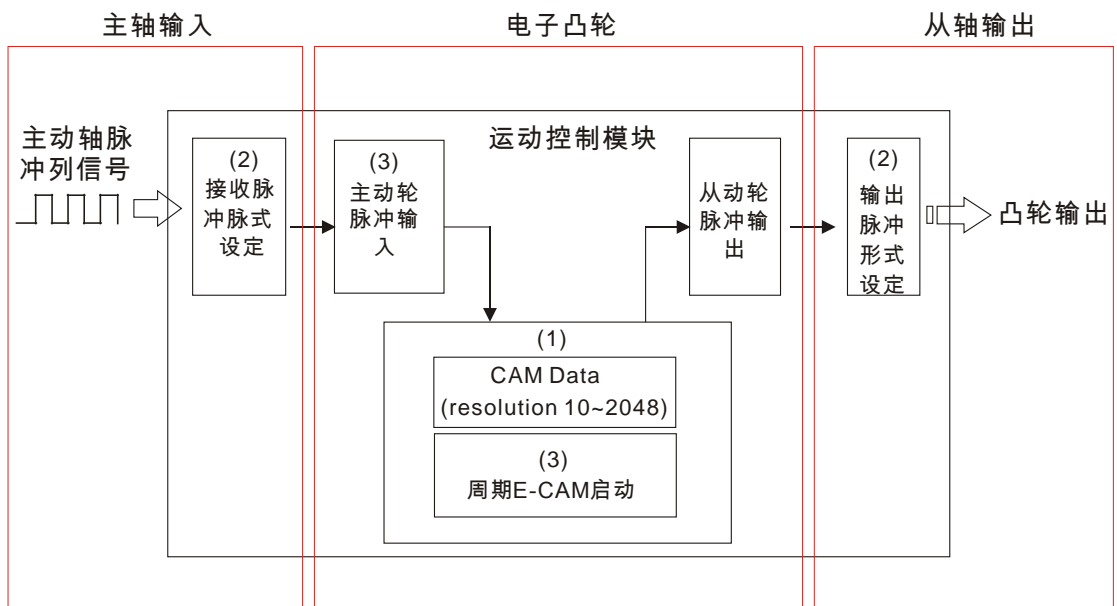 主轴输入
电子凸轮
从轴输出
主动轴脉
冲列信号
运动控制模块
(2)
接收脉
冲脉式
设定
(3)
主动轮
脉冲输
入
从动轮
脉冲输
出
(2)
输出
脉冲
形式
设定
凸轮输出
(1)
CAM Data
(resolution 10~2048)
(3)
周期E-CAM启动